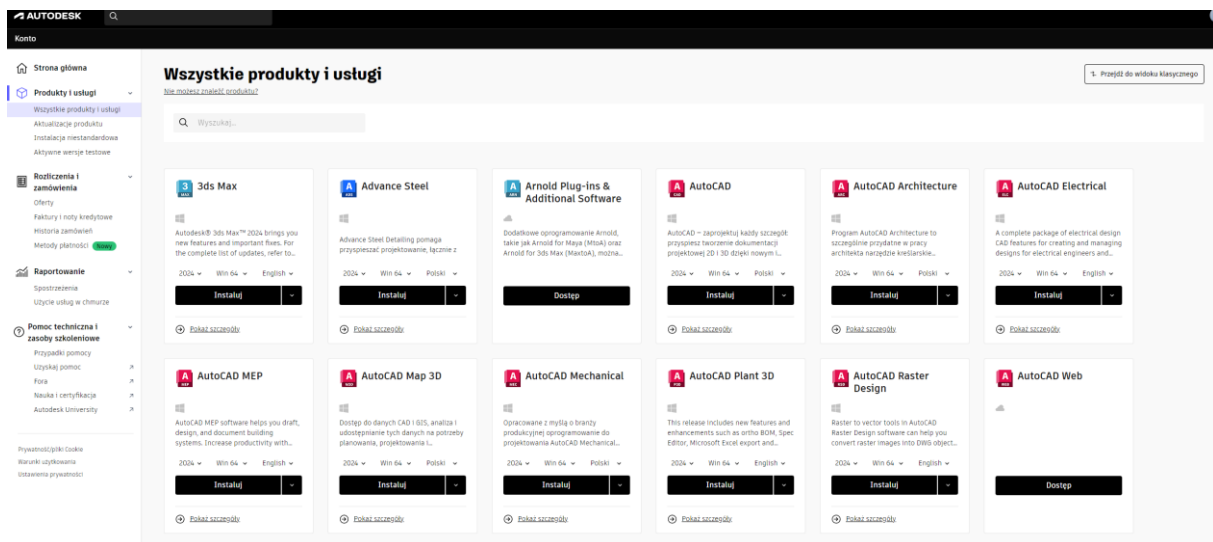 AUTODESK
Konto
Strona główna
Produkty i usługi
Wszystkie produkty i usługi
Aktualizacje produktu
Instalacja niestandardowa
Aktywne wersje testowe
Rozliczenia i
zamówienia
Oferty
Faktury i noty kredytowe
Historia zamówień
Metody płatności Nowy
Raportowanie
Spostrzeżenia
Użycie usług w chmurze
Pomoc techniczna i
zasoby szkoleniowe
Przypadki pomocy
Uzyskaj pomoc
Fora
Nauka i certyfikacja
Autodesk University
Prywatność/pliki Cookie
Warunki użytkowania
Ustawienia prywatności
Wszystkie produkty i usługi
Nie możesz znaleźć produktu?
Przejdź do widoku klasycznego
Wyszukaj...
3ds Max
Autodesk® 3ds Max™ 2024 brings you
new features and important fixes. For
the complete list of updates, refer to...
2024 Win 64 English
Instaluj
Pokaż szczegóły
Advance Steel
Advance Steel Detailing pomaga
przyspieszać projektowanie, łącznie z
2024 Win 64 Polski
Instaluj
Pokaż szczegóły
Arnold Plug-ins &
Additional Software
Dodatkowe oprogramowanie Arnold,
takie jak Arnold for Maya (MtoA) oraz
Arnold for 3ds Max (MaxtoA), można...
Dostęp
AutoCAD
AutoCAD – zaprojektuj każdy szczegół:
przyspiesz tworzenie dokumentacji
projektowej 2D i 3D dzięki nowym i...
2024 Win 64 Polski
Instaluj
Pokaż szczegóły
AutoCAD Architecture
Program AutoCAD Architecture to
szczególnie przydatne w pracy
architekta narzędzie kreślarskie...
2024 Win 64 Polski
Instaluj
Pokaż szczegóły
AutoCAD Electrical
A complete package of electrical design
CAD features for creating and managing
designs for electrical engineers and...
2024 Win 64 English
Instaluj
Pokaż szczegóły
AutoCAD MEP
AutoCAD MEP software helps you draft,
design, and document building
systems. Increase productivity with...
2024 Win 64 English
Instaluj
Pokaż szczegóły
AutoCAD Map 3D
Dostęp do danych CAD i GIS, analiza i
udostępnianie tych danych na potrzeby
planowania, projektowania i...
2024 Win 64 Polski
Instaluj
Pokaż szczegóły
AutoCAD Mechanical
Opracowane z myślą o branży
produkcyjnej oprogramowanie do
projektowania AutoCAD Mechanical...
2024 Win 64 Polski
Instaluj
Pokaż szczegóły
AutoCAD Plant 3D
This release includes new features and
enhancements such as ortho BOM, Spec
Editor, Microsoft Excel export and...
2024 Win 64 English
Instaluj
Pokaż szczegóły
AutoCAD Raster
Design
Raster to vector tools in AutoCAD
Raster Design software can help you
convert raster images into DWG object...
2024 Win 64 English
Instaluj
Pokaż szczegóły
AutoCAD Web
Dostęp